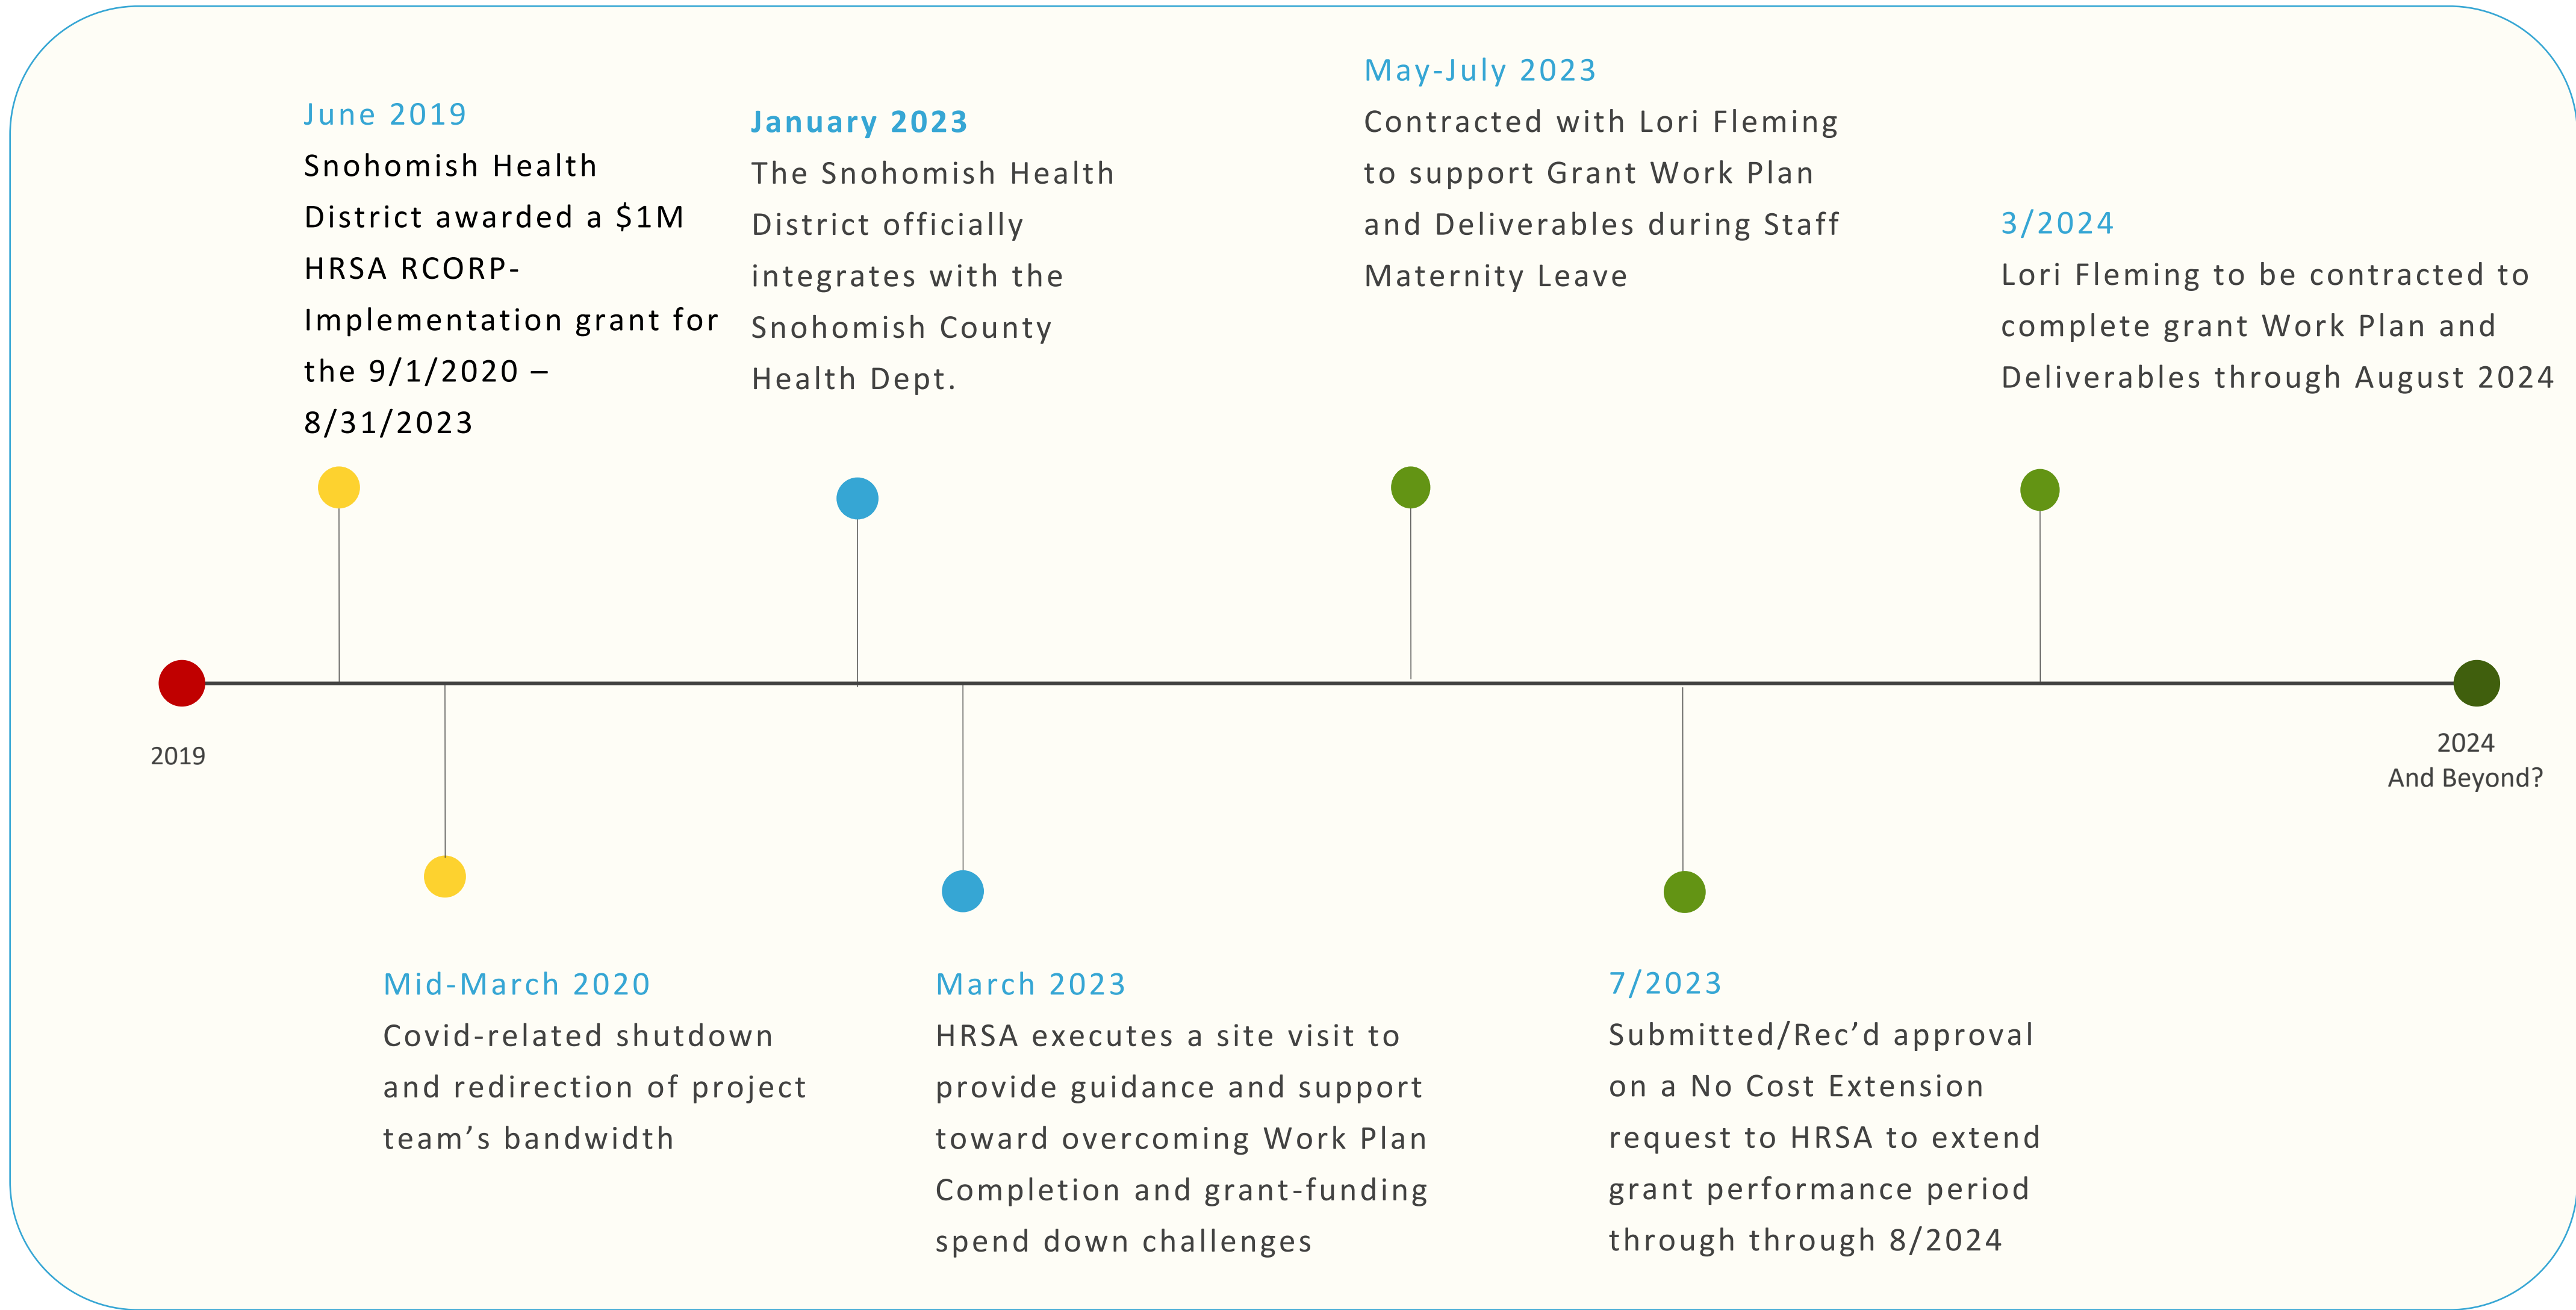 June 2019
Snohomish Health
District awarded a $1M
HRSA RCORP-
Implementation grant for
the 9/1/2020 –
8/31/2023
January 2023
The Snohomish Health
District officially
integrates with the
Snohomish County
Health Dept.
May-July 2023
Contracted with Lori Fleming
to support Grant Work Plan
and Deliverables during Staff
Maternity Leave
3/2024
Lori Fleming to be contracted to
complete grant Work Plan and
Deliverables through August 2024
2019
2024
And Beyond?
Mid-March 2020
Covid-related shutdown
and redirection of project
team’s bandwidth
March 2023
HRSA executes a site visit to
provide guidance and support
toward overcoming Work Plan
Completion and grant-funding
spend down challenges
7/2023
Submitted/Rec’d approval
on a No Cost Extension
request to HRSA to extend
grant performance period
through through 8/2024